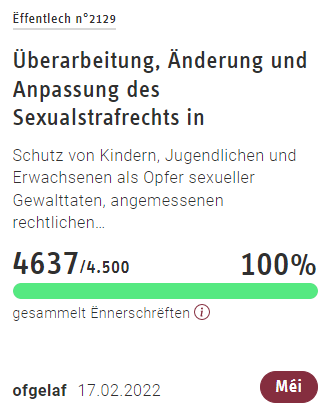 Ëffentlech n°2129
Überarbeitung, Änderung und
Anpassung des
Sexualstrafrechts in
Schutz von Kindern, Jugendlichen und
Erwachsenen als Opfer sexueller
Gewalttaten, angemessenen
rechtlichen…
4637/4.500 100%
gesammelt Ënnerschrëften i
ofgelaf 17.02.2022 Méi